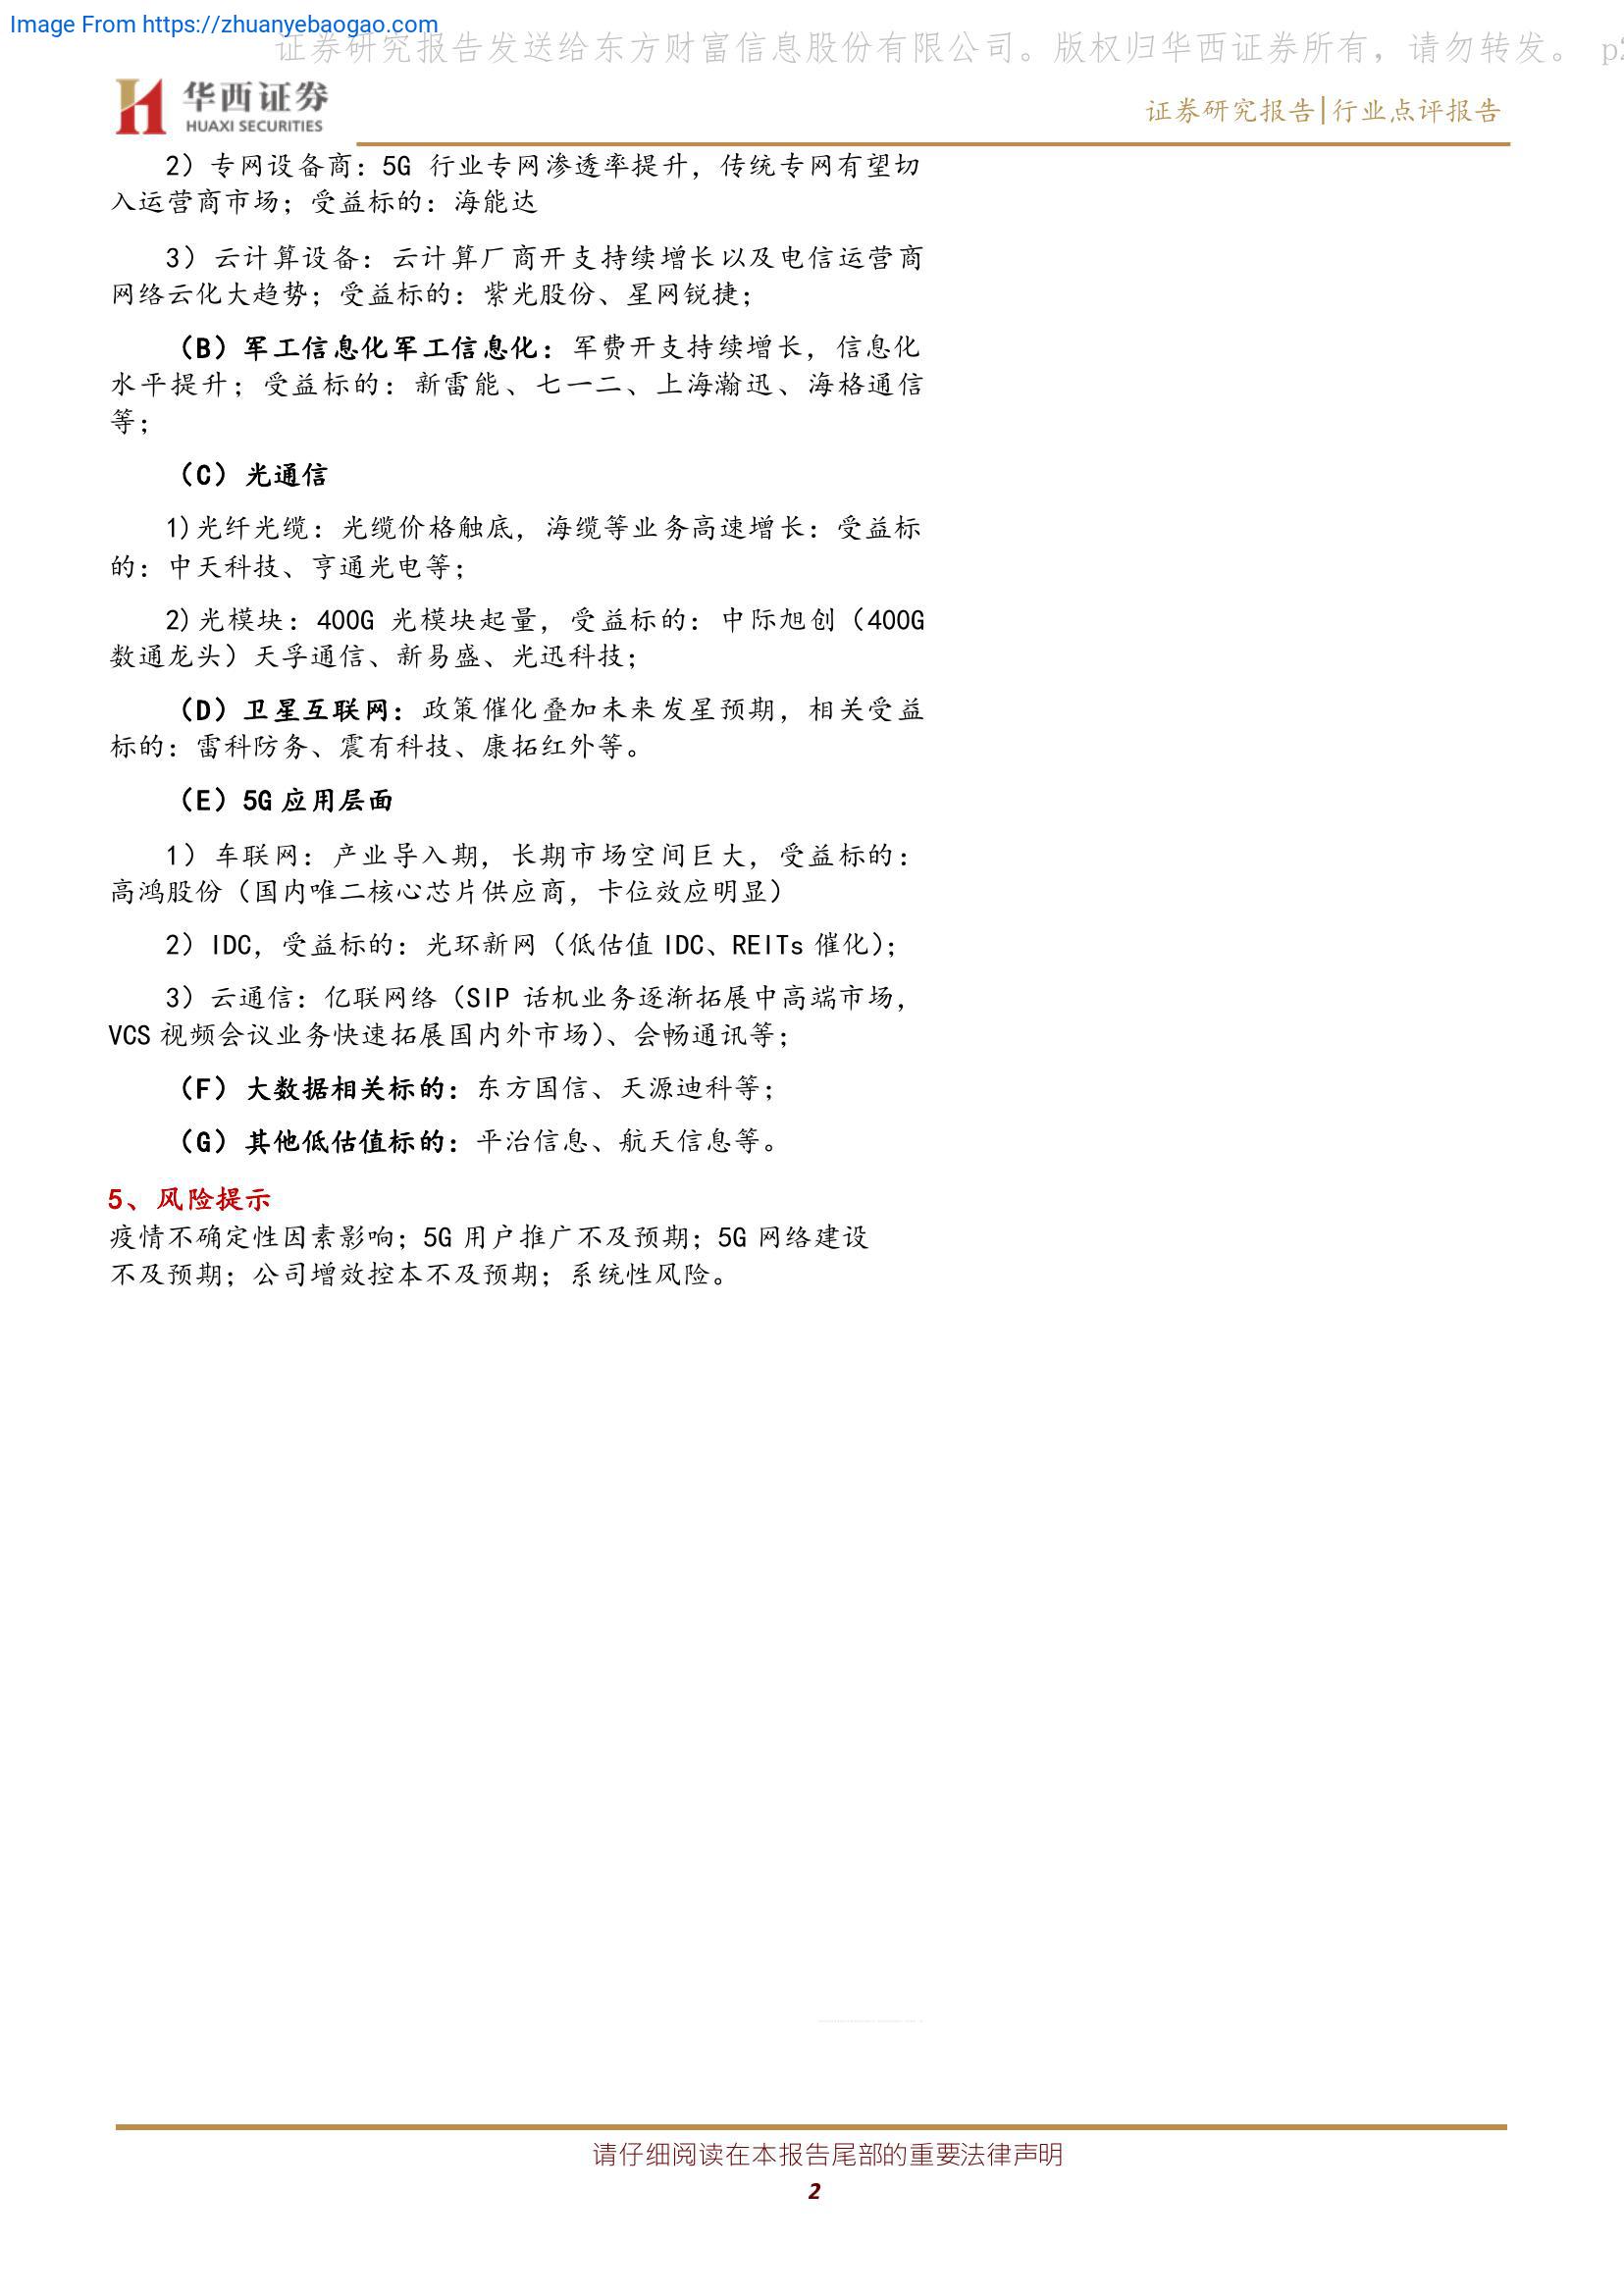 Image From https://zhuanyebaogao.com
证券研究报告发送给东方财富信息股份有限公司。版权归华西证券所有，请勿转发。 p2
华西证券
HUAXI SECURITIES
证券研究报告|行业点评报告
2）专网设备商：5G 行业专网渗透率提升，传统专网有望切
入运营商市场；受益标的：海能达
3）云计算设备：云计算厂商开支持续增长以及电信运营商
网络云化大趋势；受益标的：紫光股份、星网锐捷；
（B）军工信息化军工信息化：军费开支持续增长，信息化
水平提升；受益标的：新雷能、七一二、上海瀚迅、海格通信
等；
（C）光通信
1)光纤光缆：光缆价格触底，海缆等业务高速增长：受益标
的：中天科技、亨通光电等；
2)光模块：400G 光模块起量，受益标的：中际旭创（400G
数通龙头）天孚通信、新易盛、光迅科技；
（D）卫星互联网：政策催化叠加未来发星预期，相关受益
标的：雷科防务、震有科技、康拓红外等。
（E）5G 应用层面
1）车联网：产业导入期，长期市场空间巨大，受益标的：
高鸿股份（国内唯二核心芯片供应商，卡位效应明显）
2）IDC，受益标的：光环新网（低估值 IDC、REITs 催化）；
3）云通信：亿联网络（SIP 话机业务逐渐拓展中高端市场，
VCS 视频会议业务快速拓展国内外市场）、会畅通讯等；
（F）大数据相关标的：东方国信、天源迪科等；
（G）其他低估值标的：平治信息、航天信息等。
5、风险提示
疫情不确定性因素影响；5G 用户推广不及预期；5G 网络建设
不及预期；公司增效控本不及预期；系统性风险。
请仔细阅读在本报告尾部的重要法律声明
2